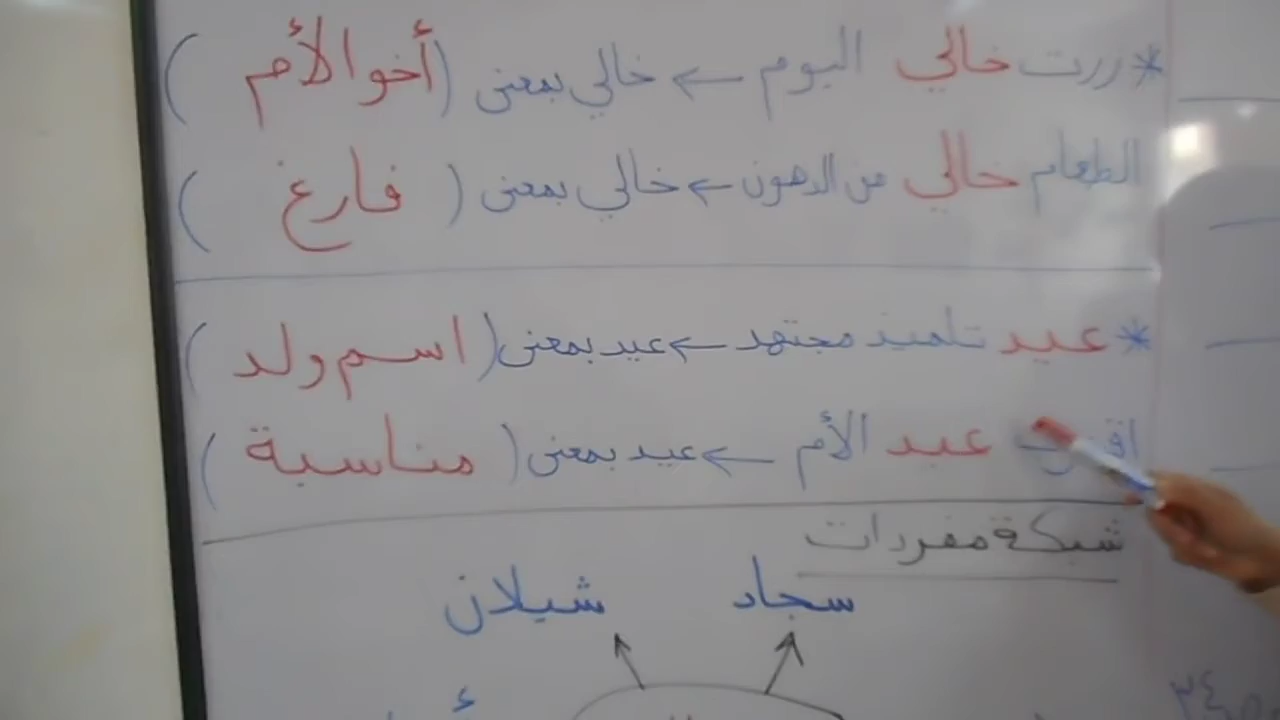 * زرت خالي اليوم ← خالي بمعنى (أخو الأم)
الطعام خالي من الدهون ← خالي بمعنى (فارغ)
* عيد تلميذ مجتهد ← عيد بمعنى (اسم ولد)
عيد الأم ← عيد بمعنى (مناسبة)
شبكة مفردات
سجاد شيلان